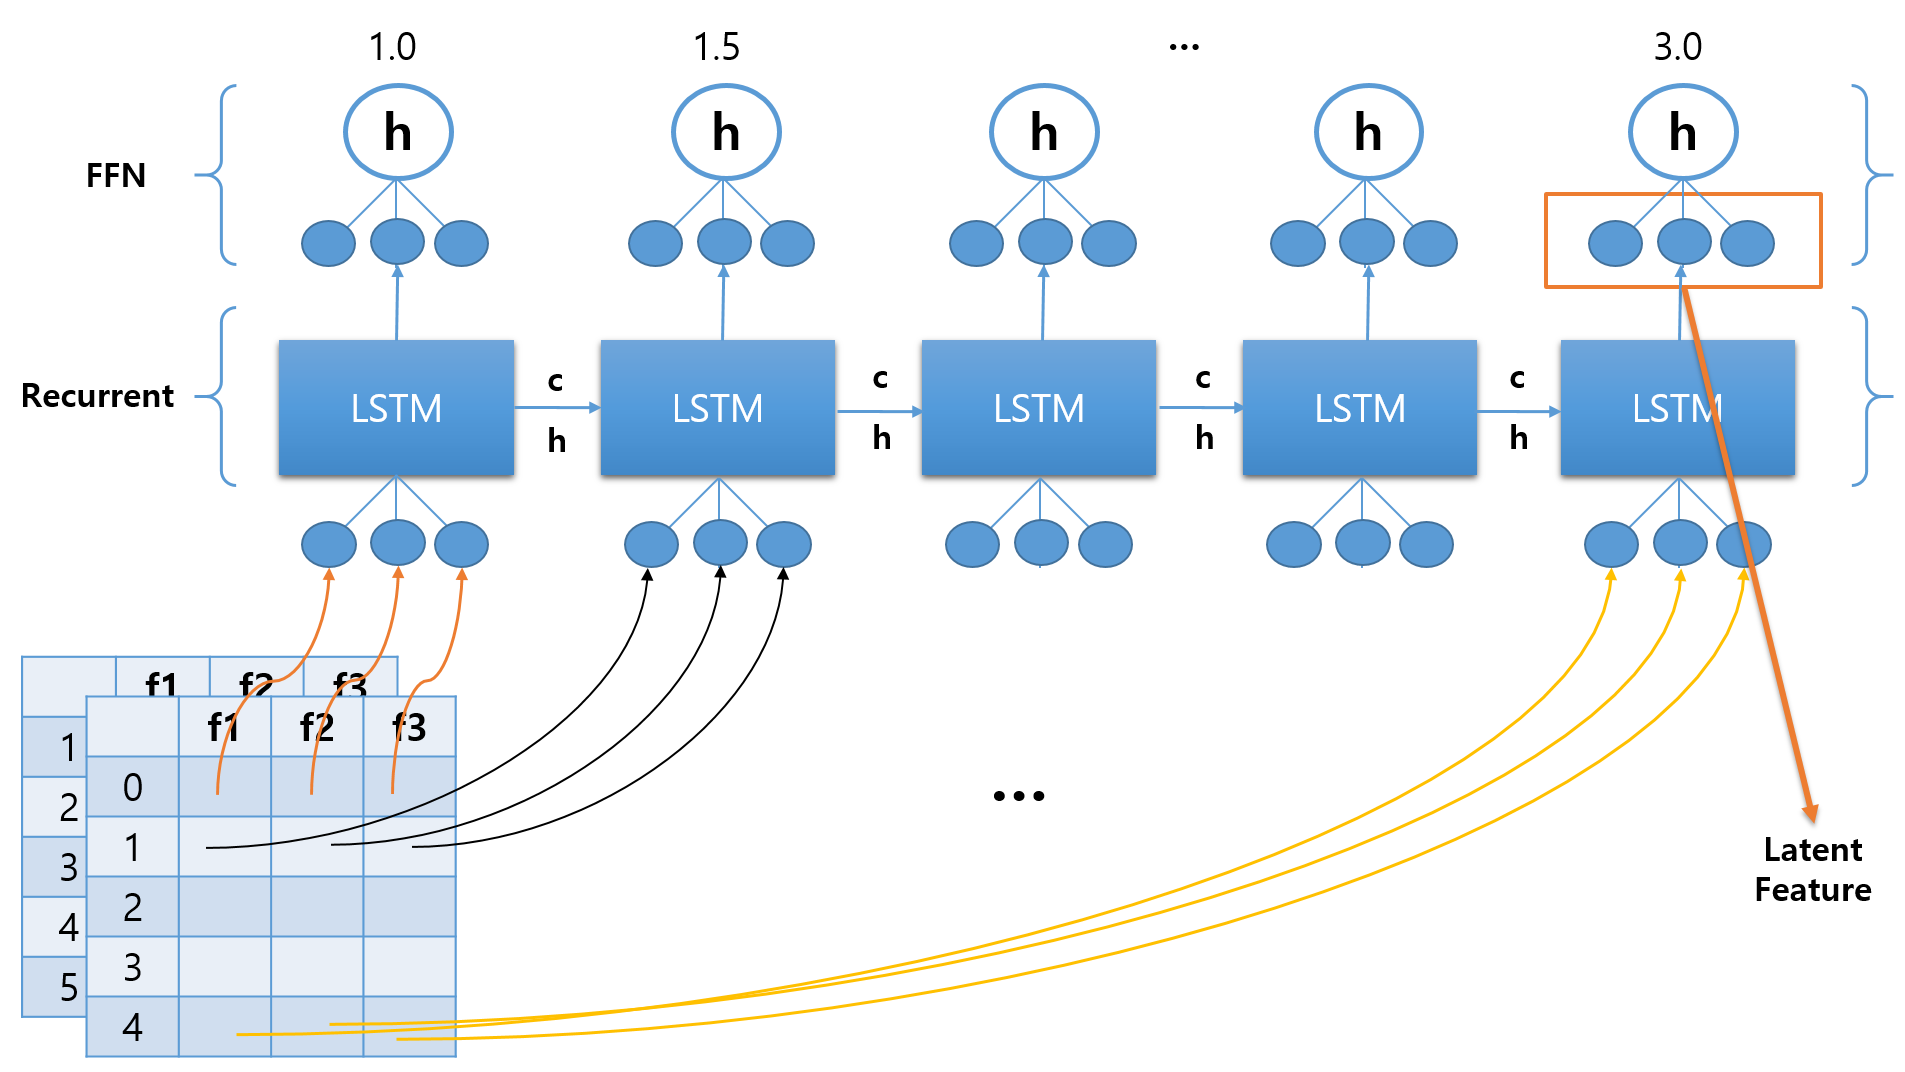 1.0 1.5 ... 3.0
h h h h h
FFN
Recurrent
LSTM LSTM LSTM LSTM LSTM
c c c c
h h h h
f1 f2 f3
1
2
3
4
5
f1 f2 f3
0
1
2
3
4
...
Latent
Feature